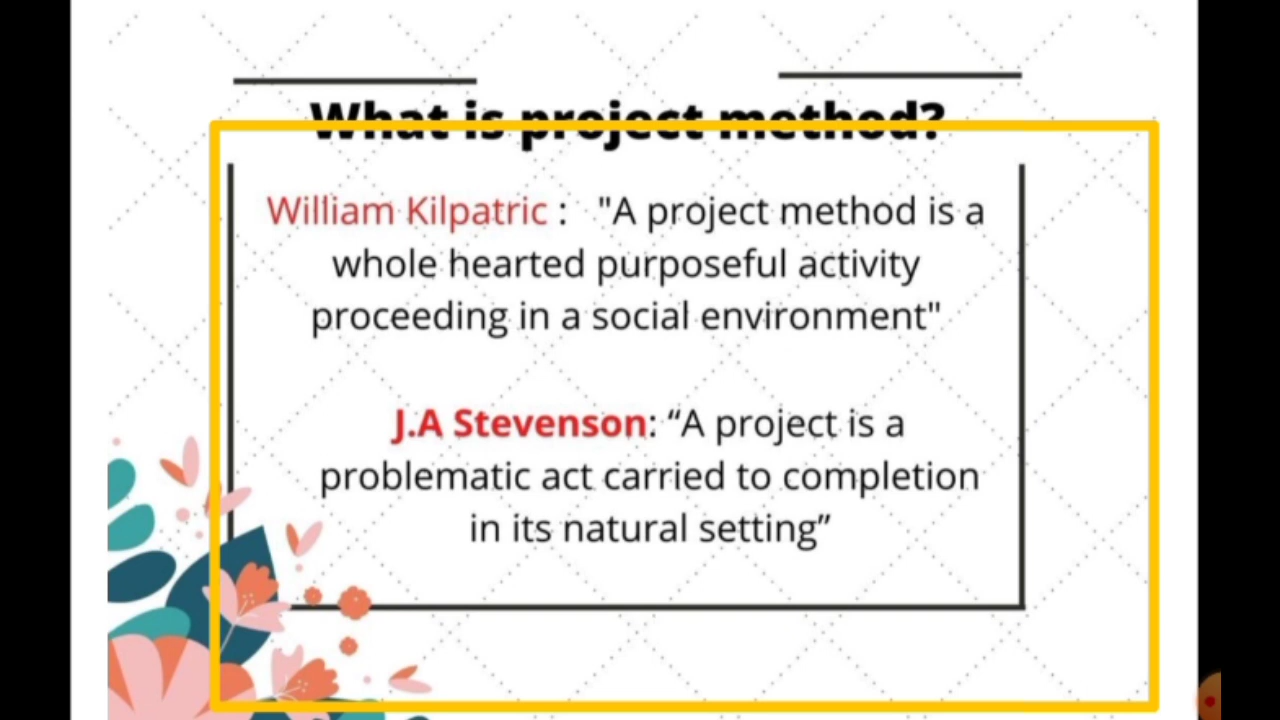 What is project method?
William Kilpatric : "A project method is a
whole hearted purposeful activity
proceeding in a social environment"
J.A Stevenson: “A project is a
problematic act carried to completion
in its natural setting”